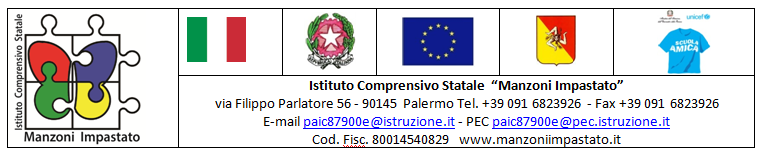 Istituto Comprensivo Statale
Manzoni Impastato
unicef
SCUOLA
AMICA
Istituto Comprensivo Statale “Manzoni Impastato”
via Filippo Parlatore 56 - 90145 Palermo Tel. +39 091 6823926 - Fax +39 091 6823926
E-mail paic87900e@istruzione.it - PEC paic87900e@pec.istruzione.it
Cod. Fisc. 80014540829 www.manzoniimpastato.it